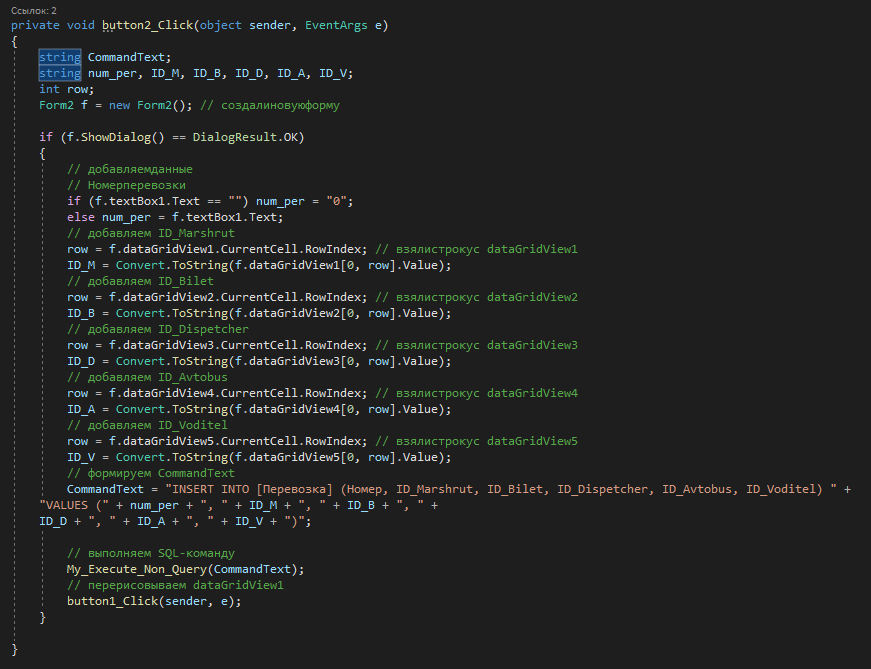 Ссылок: 2
private void button2_Click(object sender, EventArgs e)
{
string CommandText;
string num_per, ID_M, ID_B, ID_D, ID_A, ID_V;
int row;
Form2 f = new Form2(); // создалиновуюформу
if (f.ShowDialog() == DialogResult.OK)
{
// добавляемданные
// Номерперевозки
if (f.textBox1.Text == "") num_per = "0";
else num_per = f.textBox1.Text;
// добавляем ID_Marshrut
row = f.dataGridView1.CurrentCell.RowIndex; // взялистрокус dataGridView1
ID_M = Convert.ToString(f.dataGridView1[0, row].Value);
// добавляем ID_Bilet
row = f.dataGridView2.CurrentCell.RowIndex; // взялистрокус dataGridView2
ID_B = Convert.ToString(f.dataGridView2[0, row].Value);
// добавляем ID_Dispetcher
row = f.dataGridView3.CurrentCell.RowIndex; // взялистрокус dataGridView3
ID_D = Convert.ToString(f.dataGridView3[0, row].Value);
// добавляем ID_Avtobus
row = f.dataGridView4.CurrentCell.RowIndex; // взялистрокус dataGridView4
ID_A = Convert.ToString(f.dataGridView4[0, row].Value);
// добавляем ID_Voditel
row = f.dataGridView5.CurrentCell.RowIndex; // взялистрокус dataGridView5
ID_V = Convert.ToString(f.dataGridView5[0, row].Value);
// формируем CommandText
CommandText = "INSERT INTO [Перевозка] (Номер, ID_Marshrut, ID_Bilet, ID_Dispetcher, ID_Avtobus, ID_Voditel) " +
"VALUES (" + num_per + ", " + ID_M + ", " + ID_B + ", " +
ID_D + ", " + ID_A + ", " + ID_V + ")";
// выполняем SQL-команду
My_Execute_Non_Query(CommandText);
// перерисовываем dataGridView1
button1_Click(sender, e);
}
}